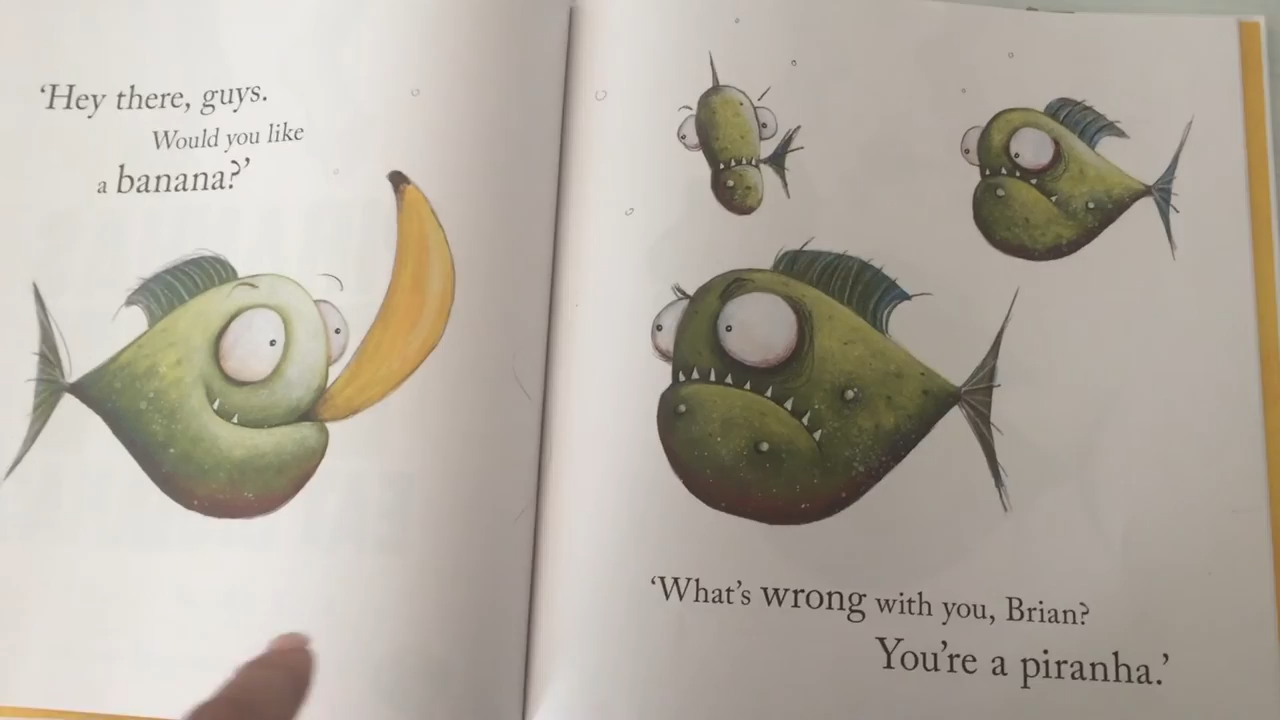 ‘Hey there, guys.
Would you like
a banana?’
‘What’s wrong with you, Brian?
You’re a piranha.’